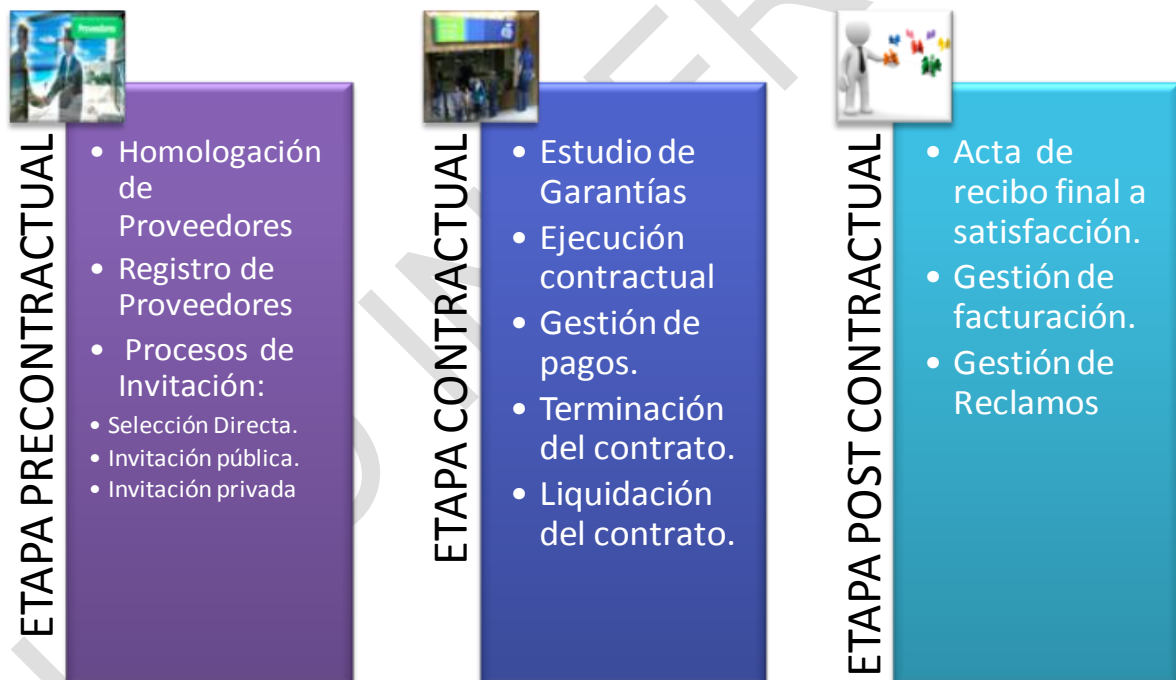 Proveedores
ETAPA PRECONTRACTUAL
• Homologación
de
Proveedores
• Registro de
Proveedores
• Procesos de
Invitación:
• Selección Directa.
• Invitación pública.
• Invitación privada
ETAPA CONTRACTUAL
• Estudio de
Garantías
• Ejecución
contractual
• Gestión de
pagos.
• Terminación
del contrato.
• Liquidación
del contrato.
ETAPA POST CONTRACTUAL
• Acta de
recibo final a
satisfacción.
• Gestión de
facturación.
• Gestión de
Reclamos